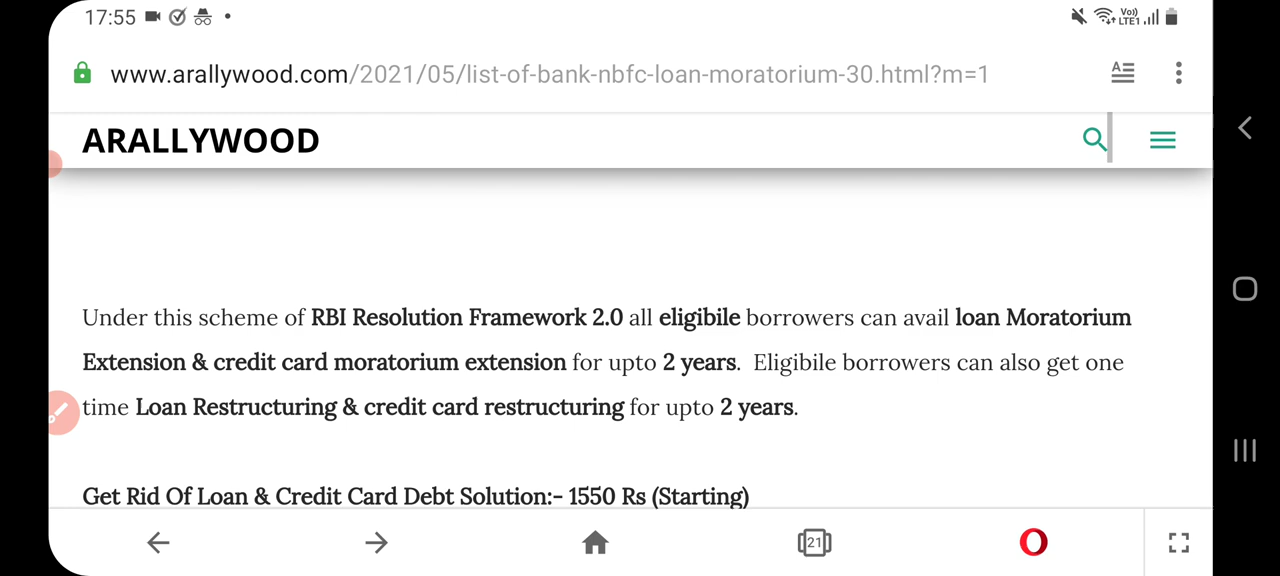 17:55
Vo)) LTE1
www.arallywood.com/2021/05/list-of-bank-nbfc-loan-moratorium-30.html?m=1
ARALLYWOOD
Under this scheme of RBI Resolution Framework 2.0 all eligibile borrowers can avail loan Moratorium
Extension & credit card moratorium extension for upto 2 years. Eligibile borrowers can also get one
time Loan Restructuring & credit card restructuring for upto 2 years.
Get Rid Of Loan & Credit Card Debt Solution:- 1550 Rs (Starting)
21